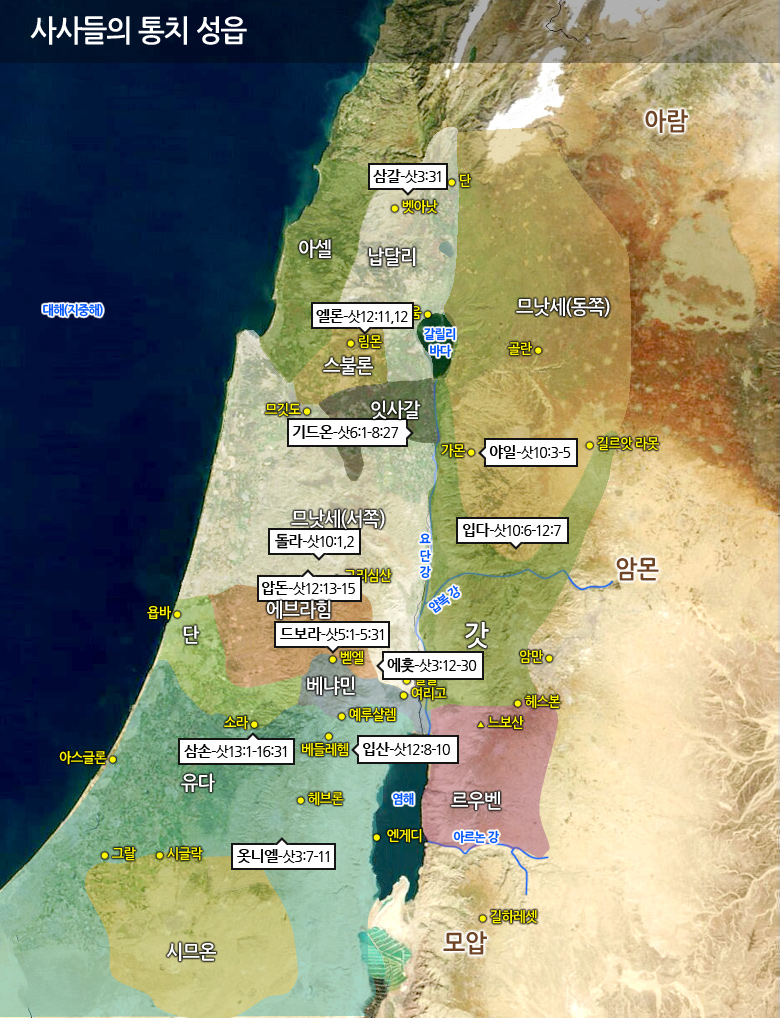 사사들의 통치 성읍
아람
삼갈-삿3:31
단
벳아낫
아셀
납달리
대해(지중해)
엘론-삿12:11,12
므낫세(동쪽)
갈릴리
바다
림몬
골란
스불론
므깃도
잇사갈
기드온-삿6:1-8:27
가몬
야일-삿10:3-5
길르앗 라못
므낫세(서쪽)
돌라-삿10:1,2
입다-삿10:6-12:7
요
단
강
암몬
압돈-삿12:13-15
얍복 강
에브라힘
욥바
단
드보라-삿5:1-5:31
갓
벧엘
에훗-삿3:12-30
암만
베냐민
여리고
헤스본
예루살렘
느보산
소라
삼손-삿13:1-16:31
베들레헴
입산-삿12:8-10
아스글론
유다
헤브론
염해
르우벤
엔게디
아르논 강
그랄
시글락
옷니엘-삿3:7-11
길하레셋
모압
시므온